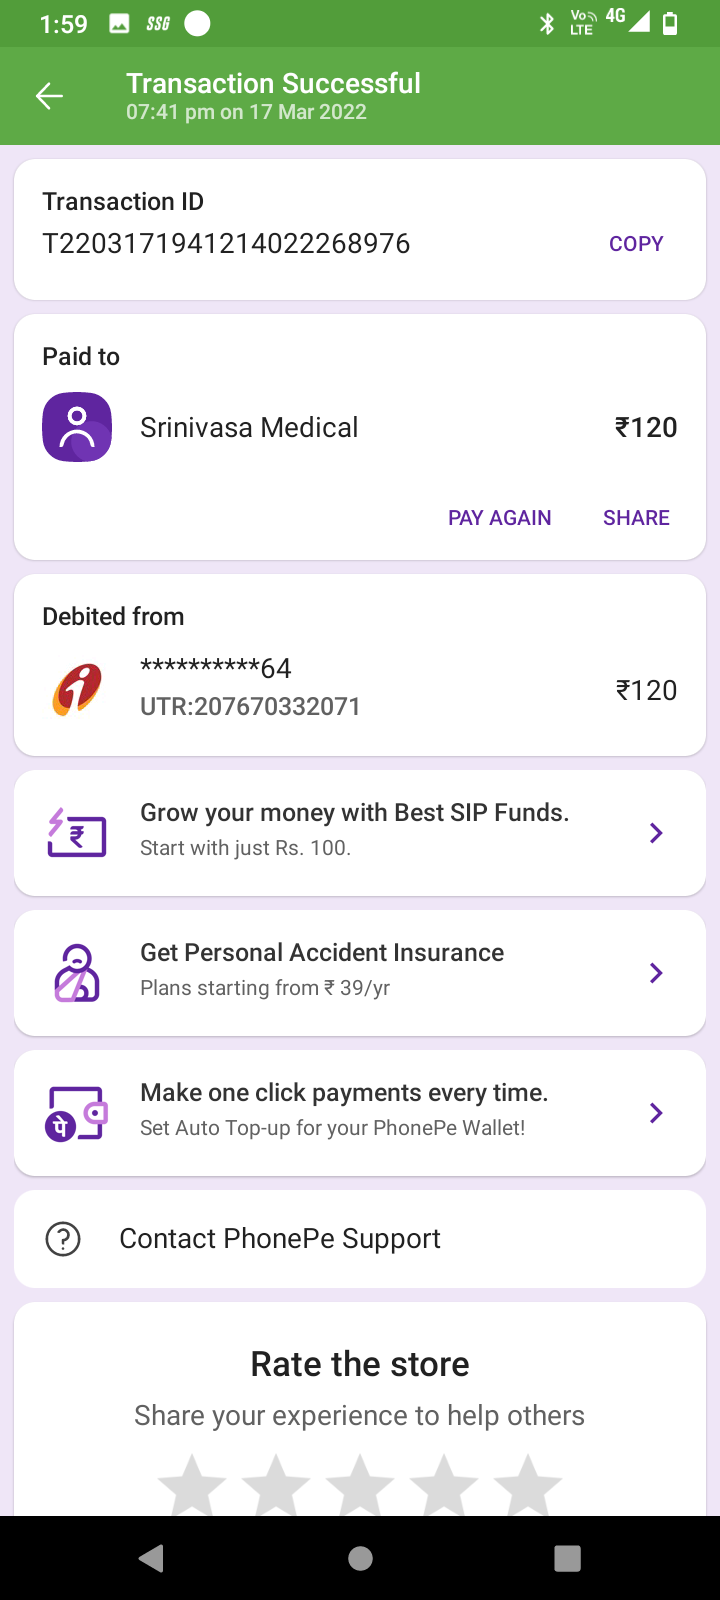 1:59 SSG Vo LTE 4G
Transaction Successful
07:41 pm on 17 Mar 2022
Transaction ID
T2203171941214022268976 COPY
Paid to
Srinivasa Medical ₹120
PAY AGAIN SHARE
Debited from
**********64
UTR:207670332071 ₹120
Grow your money with Best SIP Funds.
Start with just Rs. 100.
Get Personal Accident Insurance
Plans starting from ₹ 39/yr
Make one click payments every time.
पे Set Auto Top-up for your PhonePe Wallet!
Contact PhonePe Support
Rate the store
Share your experience to help others